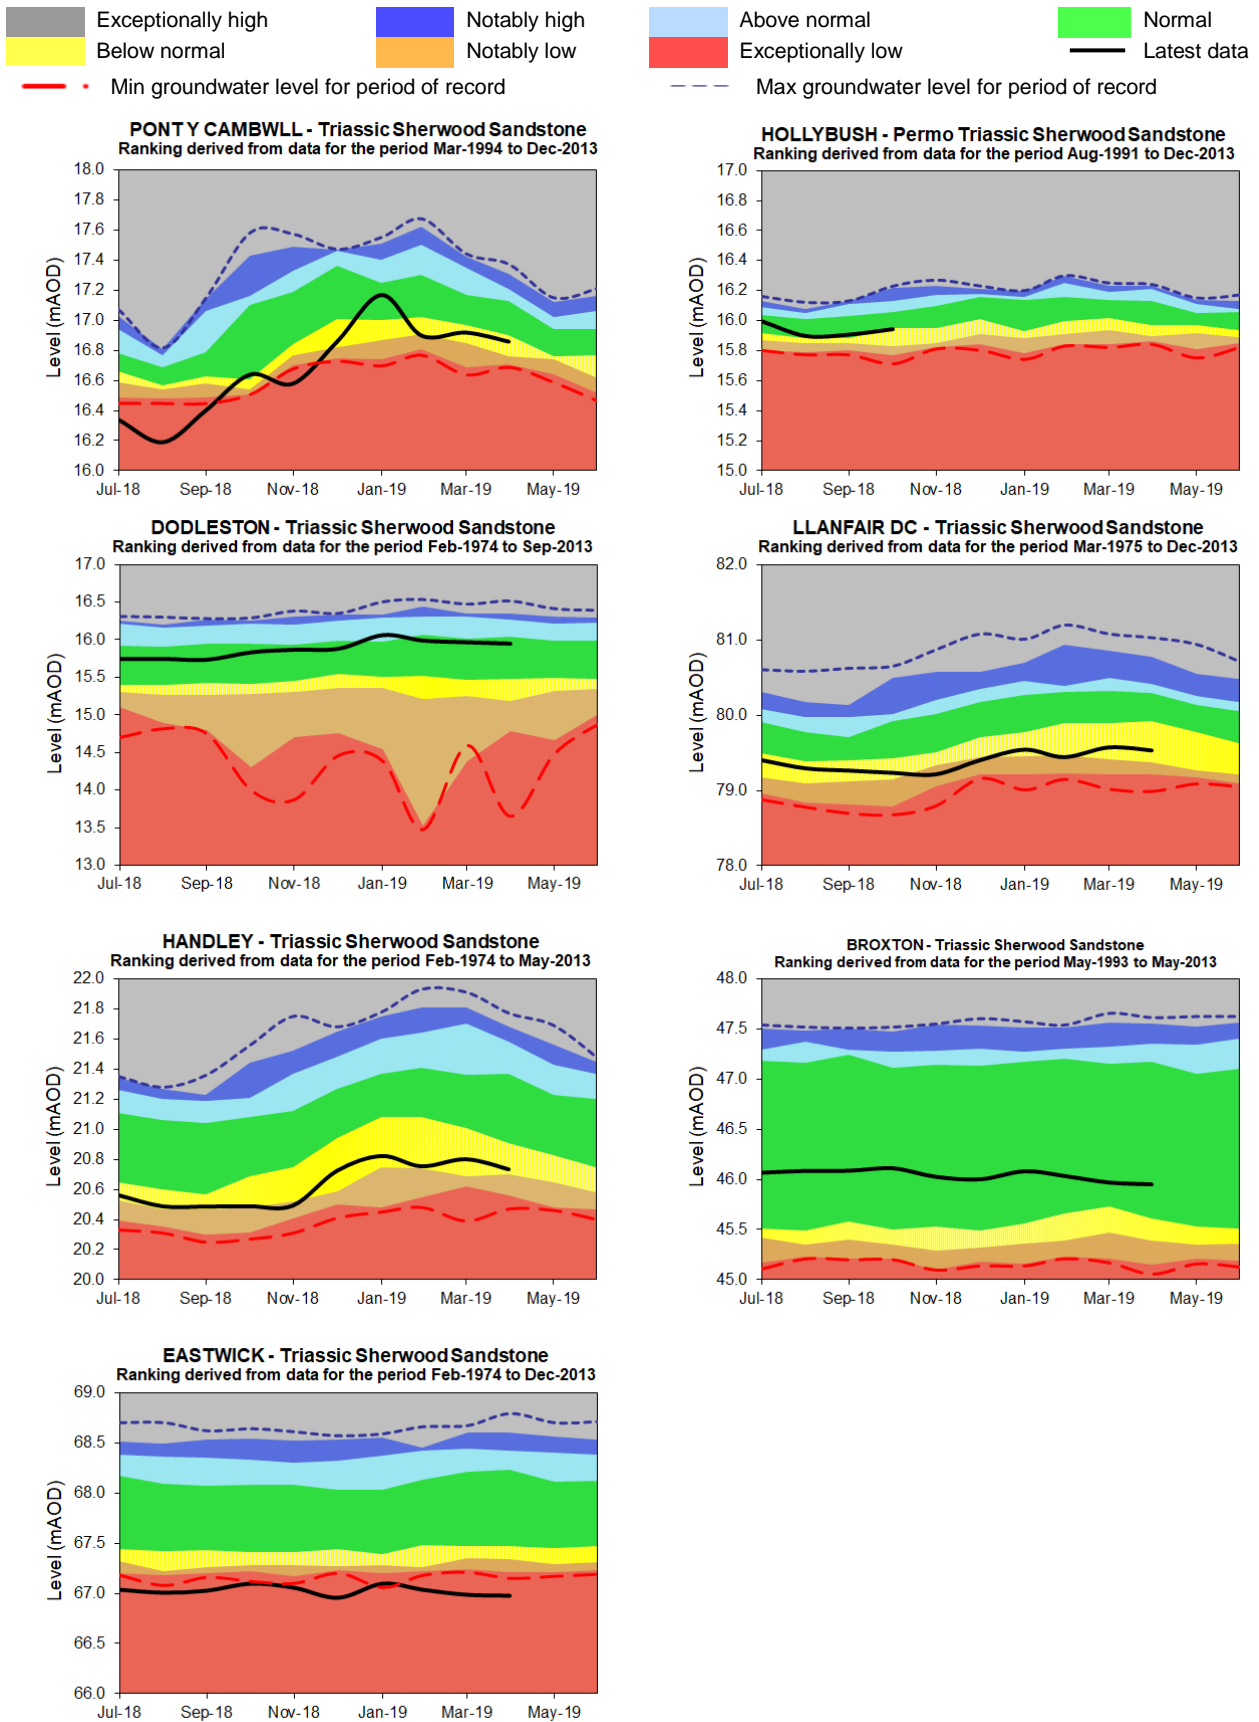 Exceptionally high Notably high Above normal Normal
Below normal Notably low Exceptionally low Latest data
Min groundwater level for period of record Max groundwater level for period of record
PONT Y CAMBWLL - Triassic Sherwood Sandstone
Ranking derived from data for the period Mar-1994 to Dec-2013
Level (mAOD)
18.0
17.8
17.6
17.4
17.2
17.0
16.8
16.6
16.4
16.2
16.0
Jul-18 Sep-18 Nov-18 Jan-19 Mar-19 May-19
HOLLYBUSH - Permo Triassic Sherwood Sandstone
Ranking derived from data for the period Aug-1991 to Dec-2013
Level (mAOD)
17.0
16.8
16.6
16.4
16.2
16.0
15.8
15.6
15.4
15.2
15.0
Jul-18 Sep-18 Nov-18 Jan-19 Mar-19 May-19
DODLESTON - Triassic Sherwood Sandstone
Ranking derived from data for the period Feb-1974 to Sep-2013
Level (mAOD)
17.0
16.5
16.0
15.5
15.0
14.5
14.0
13.5
13.0
Jul-18 Sep-18 Nov-18 Jan-19 Mar-19 May-19
LLANFAIR DC - Triassic Sherwood Sandstone
Ranking derived from data for the period Mar-1975 to Dec-2013
Level (mAOD)
82.0
81.0
80.0
79.0
78.0
Jul-18 Sep-18 Nov-18 Jan-19 Mar-19 May-19
HANDLEY - Triassic Sherwood Sandstone
Ranking derived from data for the period Feb-1974 to May-2013
Level (mAOD)
22.0
21.8
21.6
21.4
21.2
21.0
20.8
20.6
20.4
20.2
20.0
Jul-18 Sep-18 Nov-18 Jan-19 Mar-19 May-19
BROXTON - Triassic Sherwood Sandstone
Ranking derived from data for the period May-1993 to May-2013
Level (mAOD)
48.0
47.5
47.0
46.5
46.0
45.5
45.0
Jul-18 Sep-18 Nov-18 Jan-19 Mar-19 May-19
EASTWICK - Triassic Sherwood Sandstone
Ranking derived from data for the period Feb-1974 to Dec-2013
Level (mAOD)
69.0
68.5
68.0
67.5
67.0
66.5
66.0
Jul-18 Sep-18 Nov-18 Jan-19 Mar-19 May-19